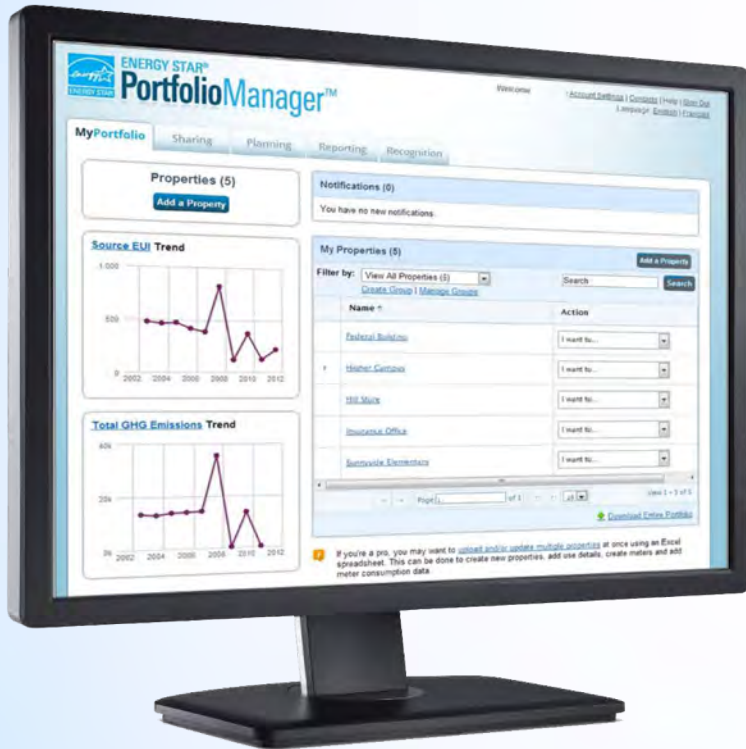 ENERGY STAR®
PortfolioManager™
ENERGY STAR
Welcome
Account Settings | Contacts | Help | Sign Out
Language: English | Français
MyPortfolio
Sharing
Planning
Reporting
Recognition
Properties (5)
Add a Property
Source EUI Trend
1,000
500
0
2002 2004 2006 2008 2010 2012
Total GHG Emissions Trend
20k
0k
2002 2004 2006 2008 2010 2012
Notifications (0)
You have no new notifications.
My Properties (5)
Add a Property
Filter by:
View All Properties (5)
Search
Search
Create Group | Manage Groups
Name
Action
Federal Building
I want to...
Higher Campus
I want to...
Hill Store
I want to...
Insurance Office
I want to...
Sunnyside Elementary
I want to...
Page
of 1
View 1 - 5 of 5
Download Entire Portfolio
If you're a pro, you may want to upload and/or update multiple properties at once using an Excel
spreadsheet. This can be done to create new properties, add use details, create meters and add
meter consumption data.